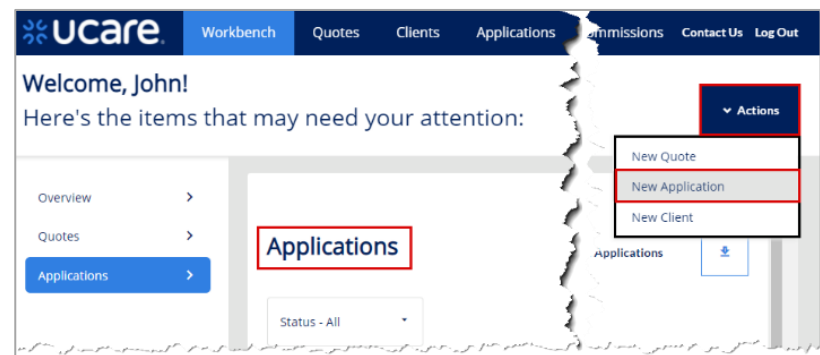 ucare. Workbench Quotes Clients Applications ommissions Contact Us Log Out
Welcome, John!
Here's the items that may need your attention:
Actions
New Quote
New Application
New Client
Overview
Quotes
Applications
Applications
Status - All
Applications